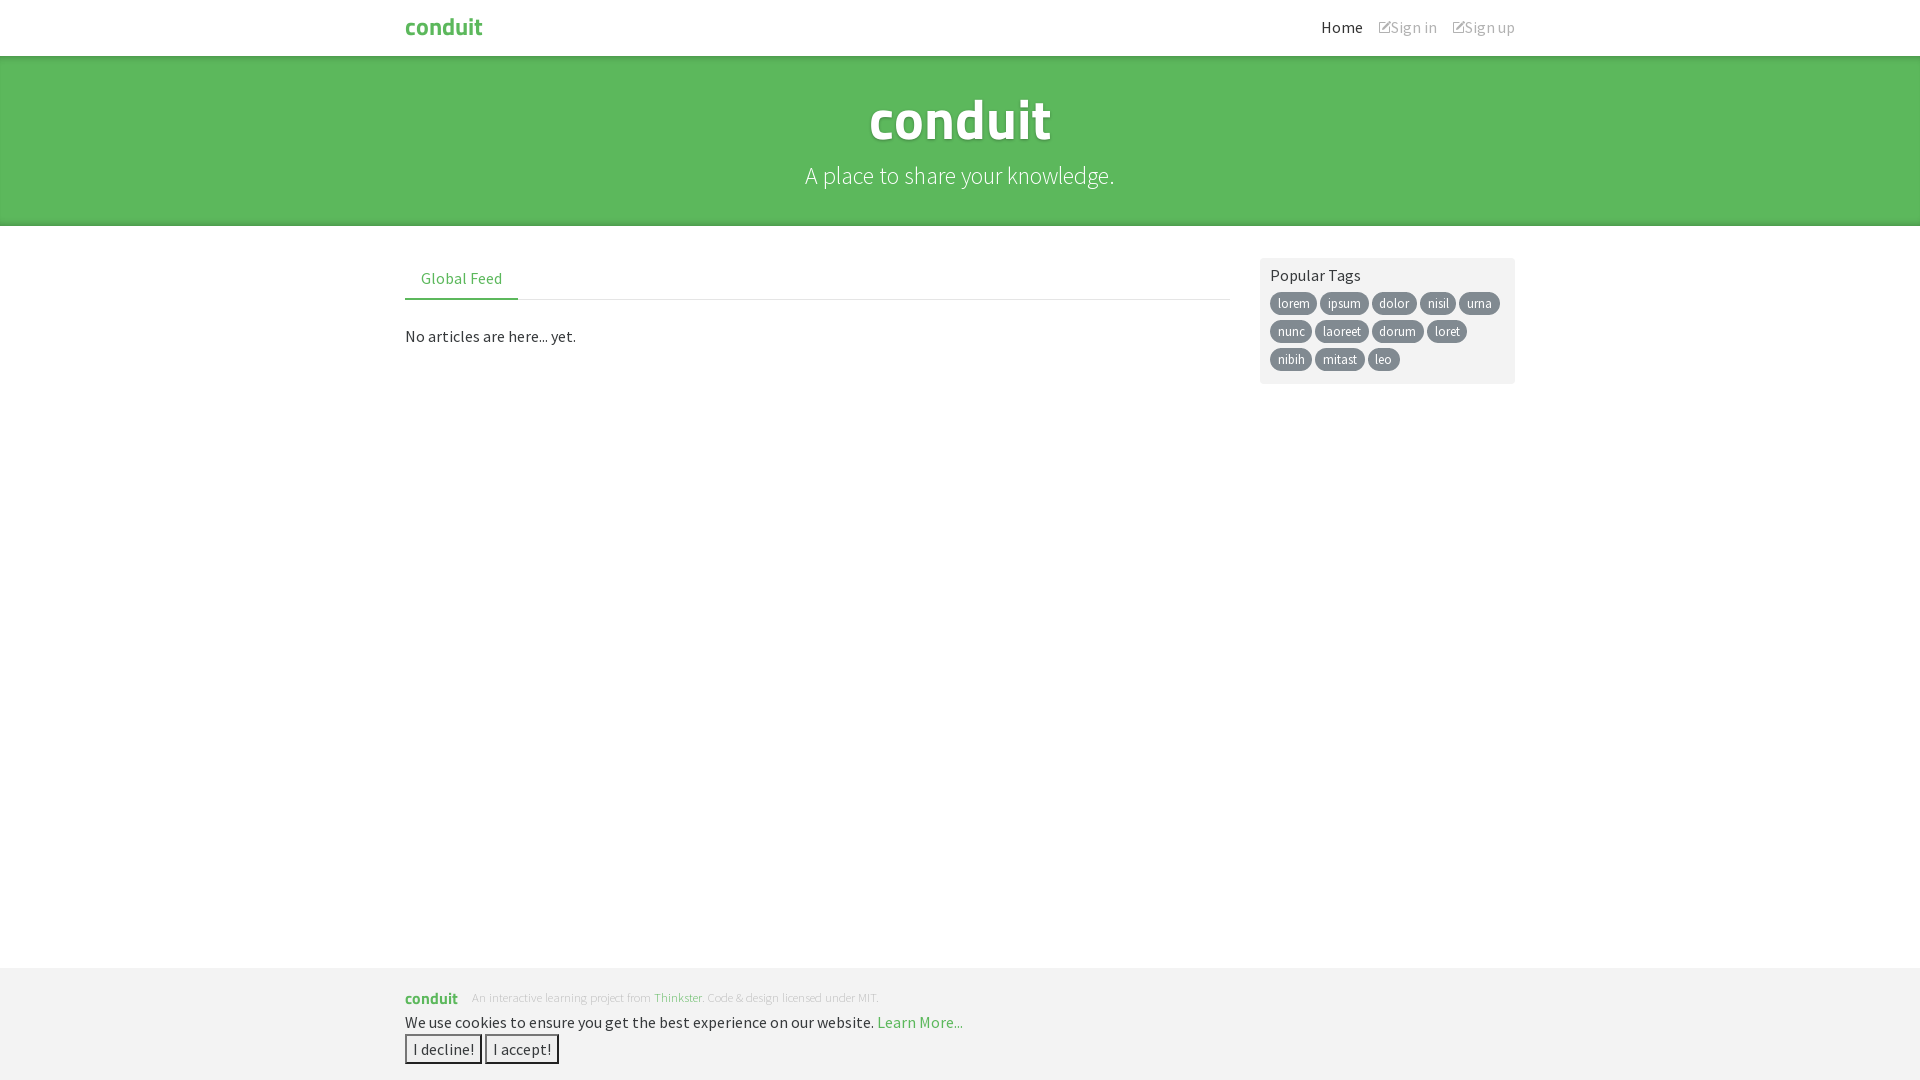 conduit
Home Sign in Sign up
conduit
A place to share your knowledge.
Global Feed
No articles are here... yet.
Popular Tags
lorem ipsum dolor nisil urna
nunc laoreet dorum loret
nibih mitast leo
conduit An interactive learning project from Thinkster. Code & design licensed under MIT.
We use cookies to ensure you get the best experience on our website. Learn More...
I decline! I accept!